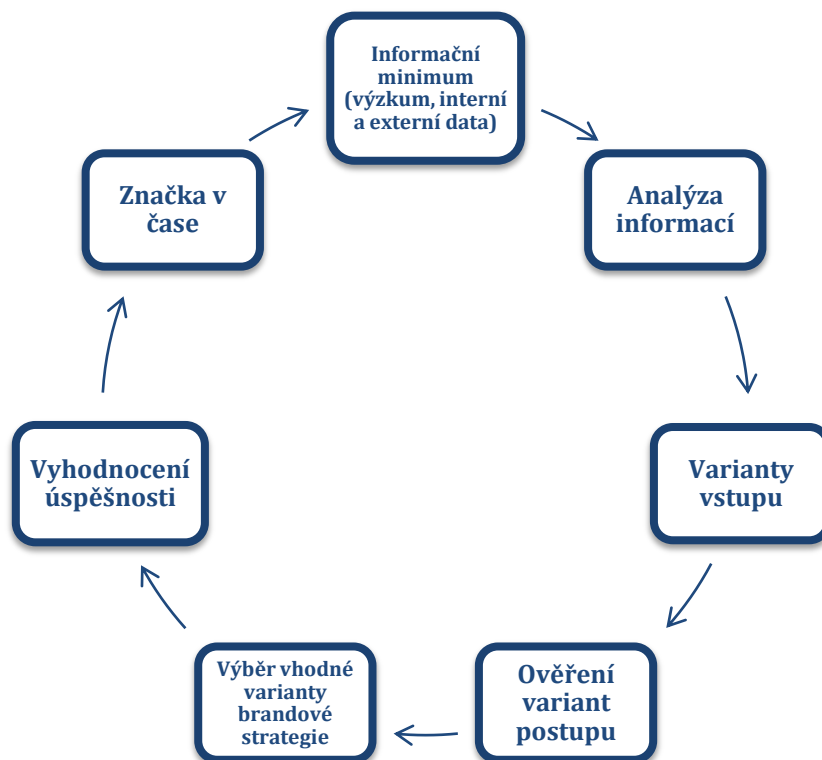 Informační
minimum
(výzkum, interní
a externí data)
Analýza
informací
Varianty
vstupu
Ověření
variant
postupu
Výběr vhodné
varianty
brandové
strategie
Vyhodnocení
úspěšnosti
Značka v
čase